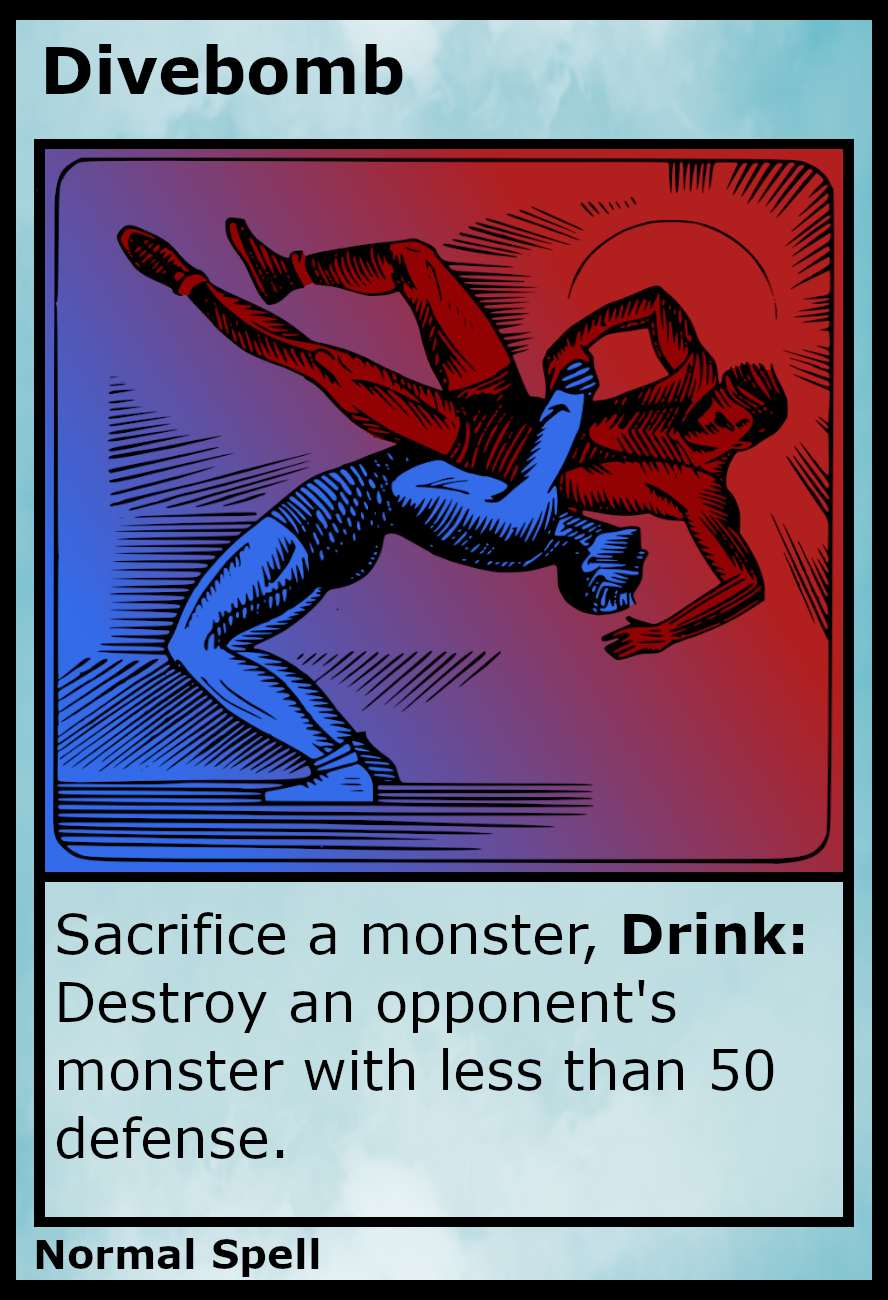 Divebomb
Sacrifice a monster, Drink:
Destroy an opponent's
monster with less than 50
defense.
Normal Spell